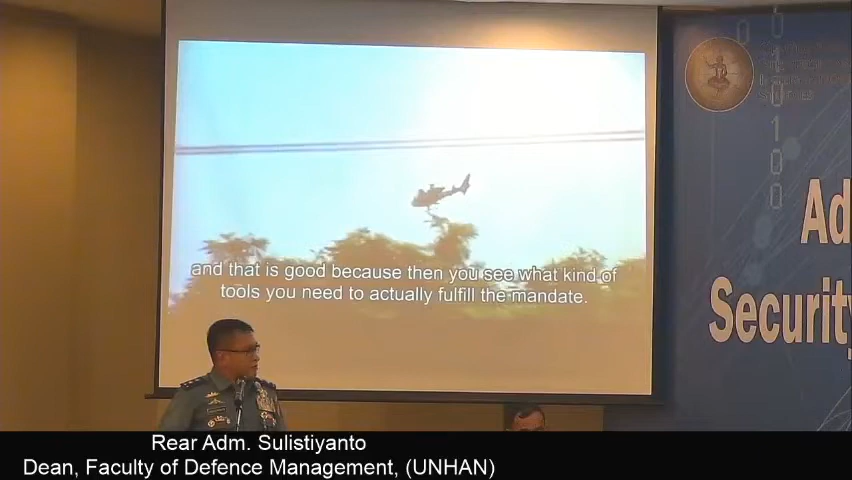 and that is good because then you see what kind of
tools you need to actually fulfill the mandate.
Ad
Security
Rear Adm. Sulistiyanto
Dean, Faculty of Defence Management, (UNHAN)